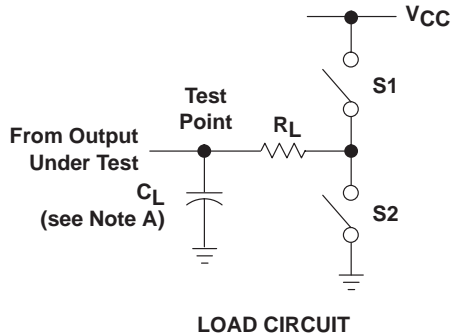 VCC
S1
Test
Point
RL
From Output
Under Test
CL
(see Note A)
S2
LOAD CIRCUIT